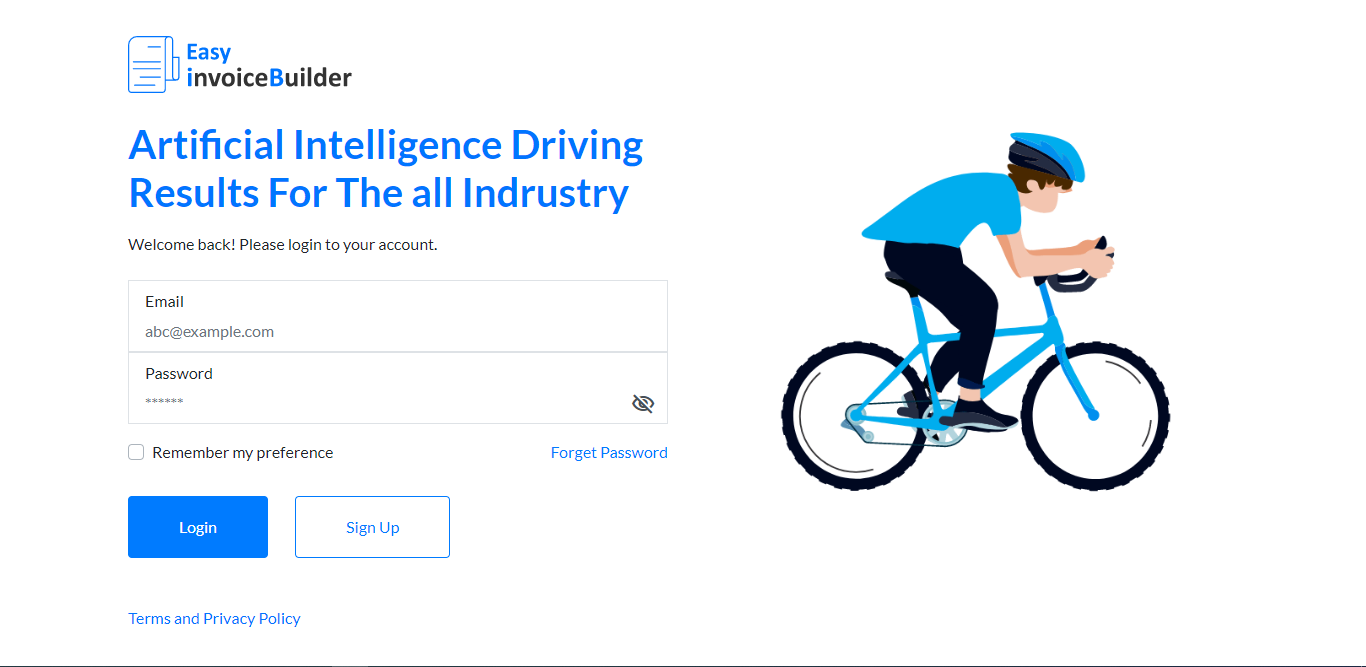 Easy
invoiceBuilder
Artificial Intelligence Driving
Results For The all Indrustry
Welcome back! Please login to your account.
Email
abc@example.com
Password
******
Remember my preference
Forget Password
Login
Sign Up
Terms and Privacy Policy